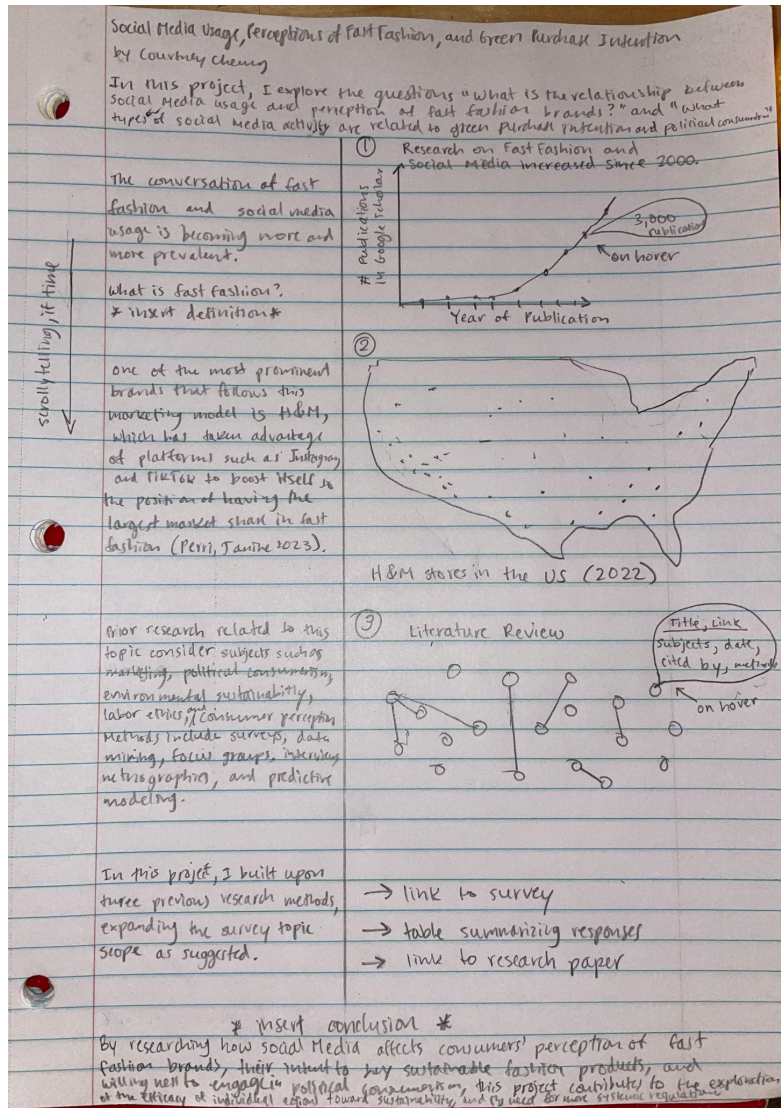 Social Media Usage, Perceptions of Fast Fashion, and Green Purchase Intention
by Courtney Cheung
In this project, I explore the questions "What is the relationship between
social media usage and perception of fast fashion brands?" and "What
types of social media activity are related to green purchase intention and political consumerism"
scrollytelling, if time
The conversation of fast
fashion and social media
usage is becoming more and
more prevalent.
What is fast fashion?
* insert definition *
① Research on Fast Fashion and
Social Media increased since 2000.
# Publications
in Google Scholar
3,000
publication
on hover
Year of Publication
One of the most prominent
brands that follows this
marketing model is H&M,
which has taken advantage
of platforms such as Instagram
and TikTok to boost itself to
the position of having the
largest market share in fast
fashion (Perri, Janine 2023).
②
H&M stores in the US (2022)
Prior research related to this
topic consider subjects such as
marketing, political consumerism,
environmental sustainability,
labor ethics, and consumer perception
Methods include surveys, data
mining, focus groups, interviews
netnographies, and predictive
modeling.
③ Literature Review
Title, Link
subjects, date,
cited by, methods
on hover
In this project, I built upon
three previous research methods,
expanding the survey topic
scope as suggested.
→ link to survey
→ table summarizing responses
→ link to research paper
* insert conclusion *
By researching how social media affects consumers' perception of fast
fashion brands, their intent to buy sustainable fashion products, and
willingness to engage in political consumerism, this project contributes to the exploration
of the efficacy of individual action toward sustainability, and need for more systemic regulation